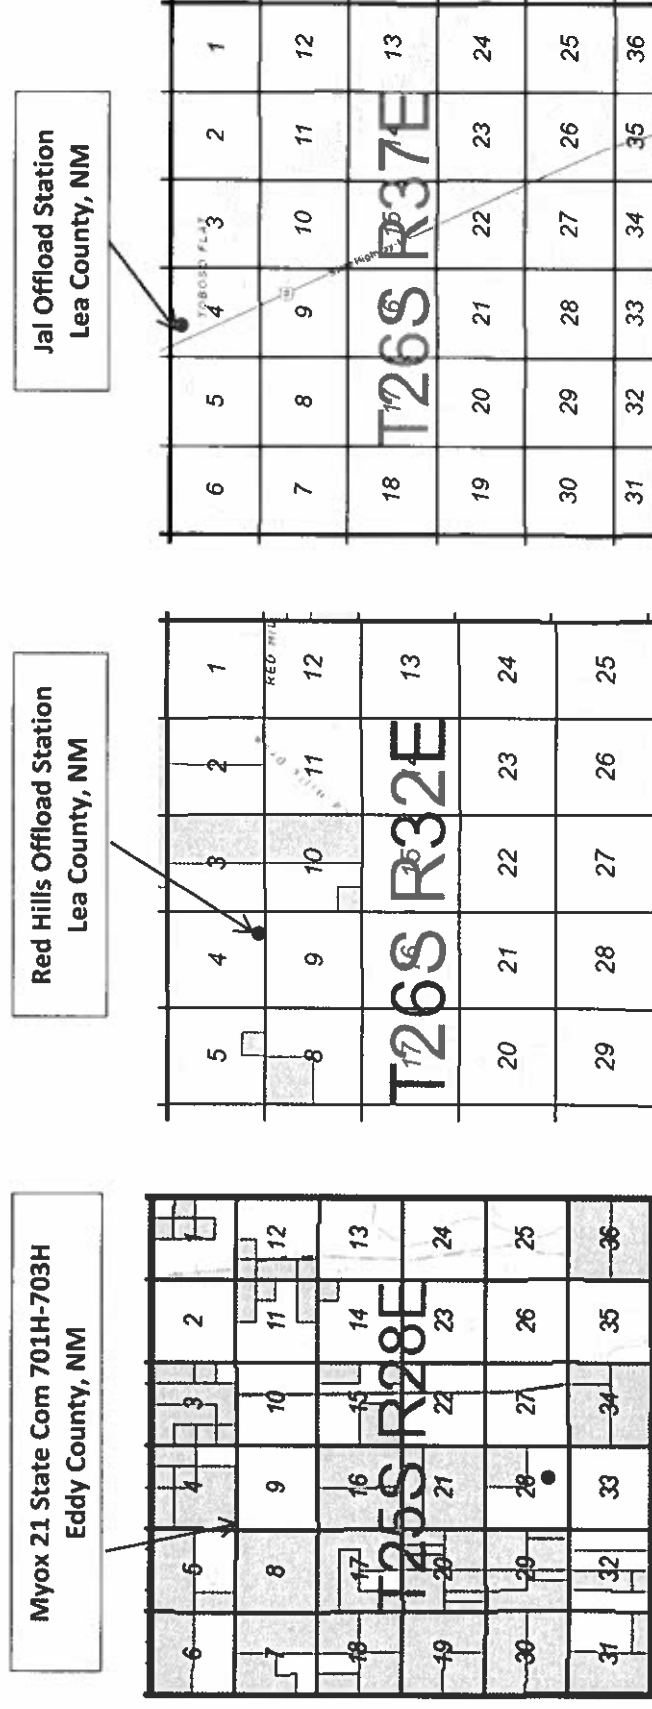 Myox 21 State Com 701H-703H
Eddy County, NM
6 5 4 3 2 1
7 8 9 10 11 12
18 17 16 15 14 13
T25S R28E
19 20 21 22 23 24
30 29 28 27 26 25
31 32 33 34 35 36
Red Hills Offload Station
Lea County, NM
5 4 3 2 1
8 9 10 11 12
17 16 15 14 13
T26S R32E
20 21 22 23 24
29 28 27 26 25
Jal Offload Station
Lea County, NM
TOBOSO FLAT
6 5 4 3 2 1
7 8 9 10 11 12
18 17 16 15 14 13
T26S R37E
19 20 21 22 23 24
30 29 28 27 26 25
31 32 33 34 35 36